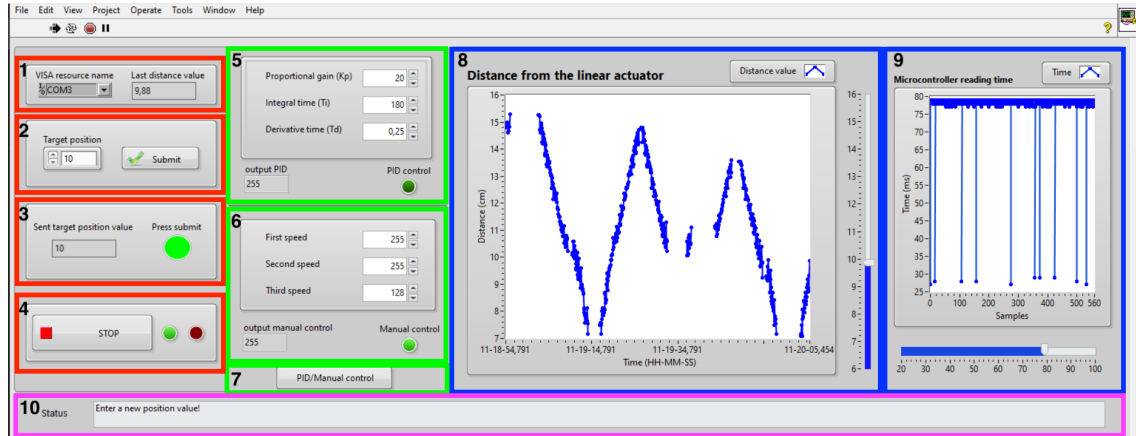 File Edit View Project Operate Tools Window Help
1
VISA resource name Last distance value
COM3 9,88
2
Target position
10 Submit
3
Sent target position value Press submit
10
4
STOP
5
Proportional gain (Kp) 20
Integral time (Ti) 180
Derivative time (Td) 0,25
output PID PID control
255
6
First speed 255
Second speed 255
Third speed 128
output manual control Manual control
255
7 PID/Manual control
8
Distance from the linear actuator Distance value
16-
15-
14-
13-
12-
11-
10-
9-
8-
7-
Distance (cm)
11-18-54,791 11-19-14,791 11-19-34,791 11-20-05,454
Time (HH-MM-SS)
16-
15-
14-
13-
12-
11-
10-
9-
8-
7-
6-
9
Microcontroller reading time Time
80-
75-
70-
65-
60-
55-
50-
45-
40-
35-
30-
25-
Time (ms)
0 100 200 300 400 500 560
Samples
20 30 40 50 60 70 80 90 100
10 Status Enter a new position value!